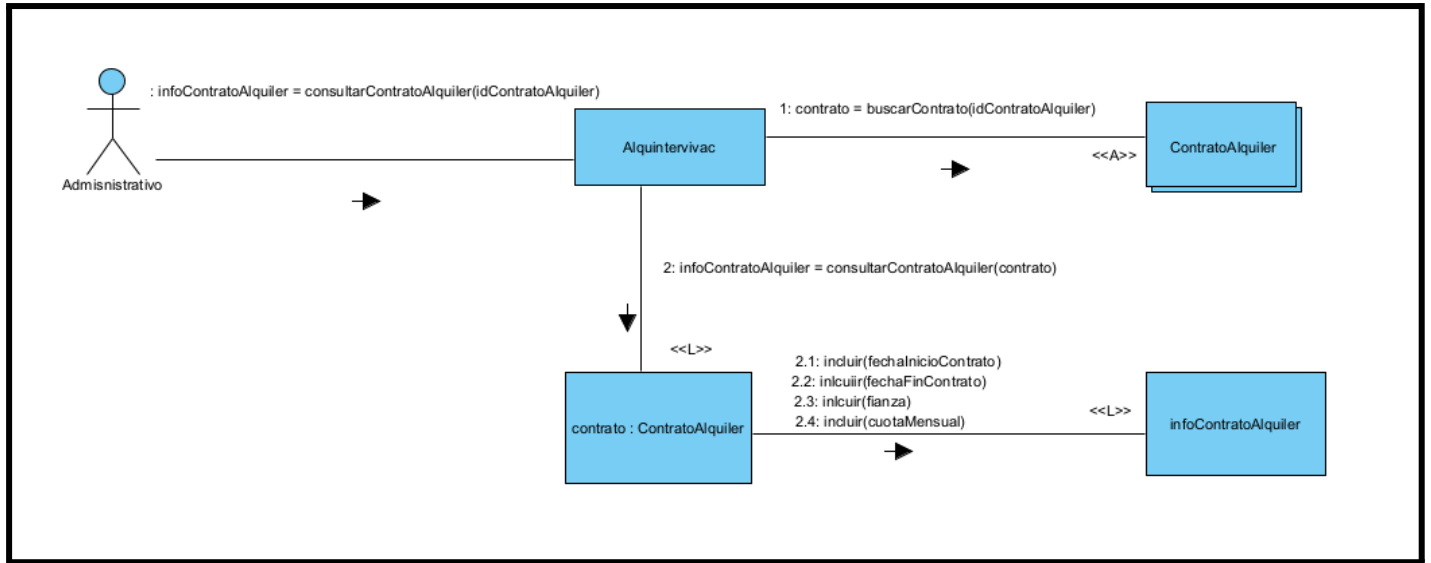 : infoContratoAlquiler = consultarContratoAlquiler(idContratoAlquiler)
Admisnistrativo
Alquintervivac
1: contrato = buscarContrato(idContratoAlquiler)
<<A>>
ContratoAlquiler
2: infoContratoAlquiler = consultarContratoAlquiler(contrato)
<<L>>
contrato : ContratoAlquiler
2.1: incluir(fechaInicioContrato)
2.2: inlcuiir(fechaFinContrato)
2.3: inlcuir(fianza)
2.4: incluir(cuotaMensual)
<<L>>
infoContratoAlquiler